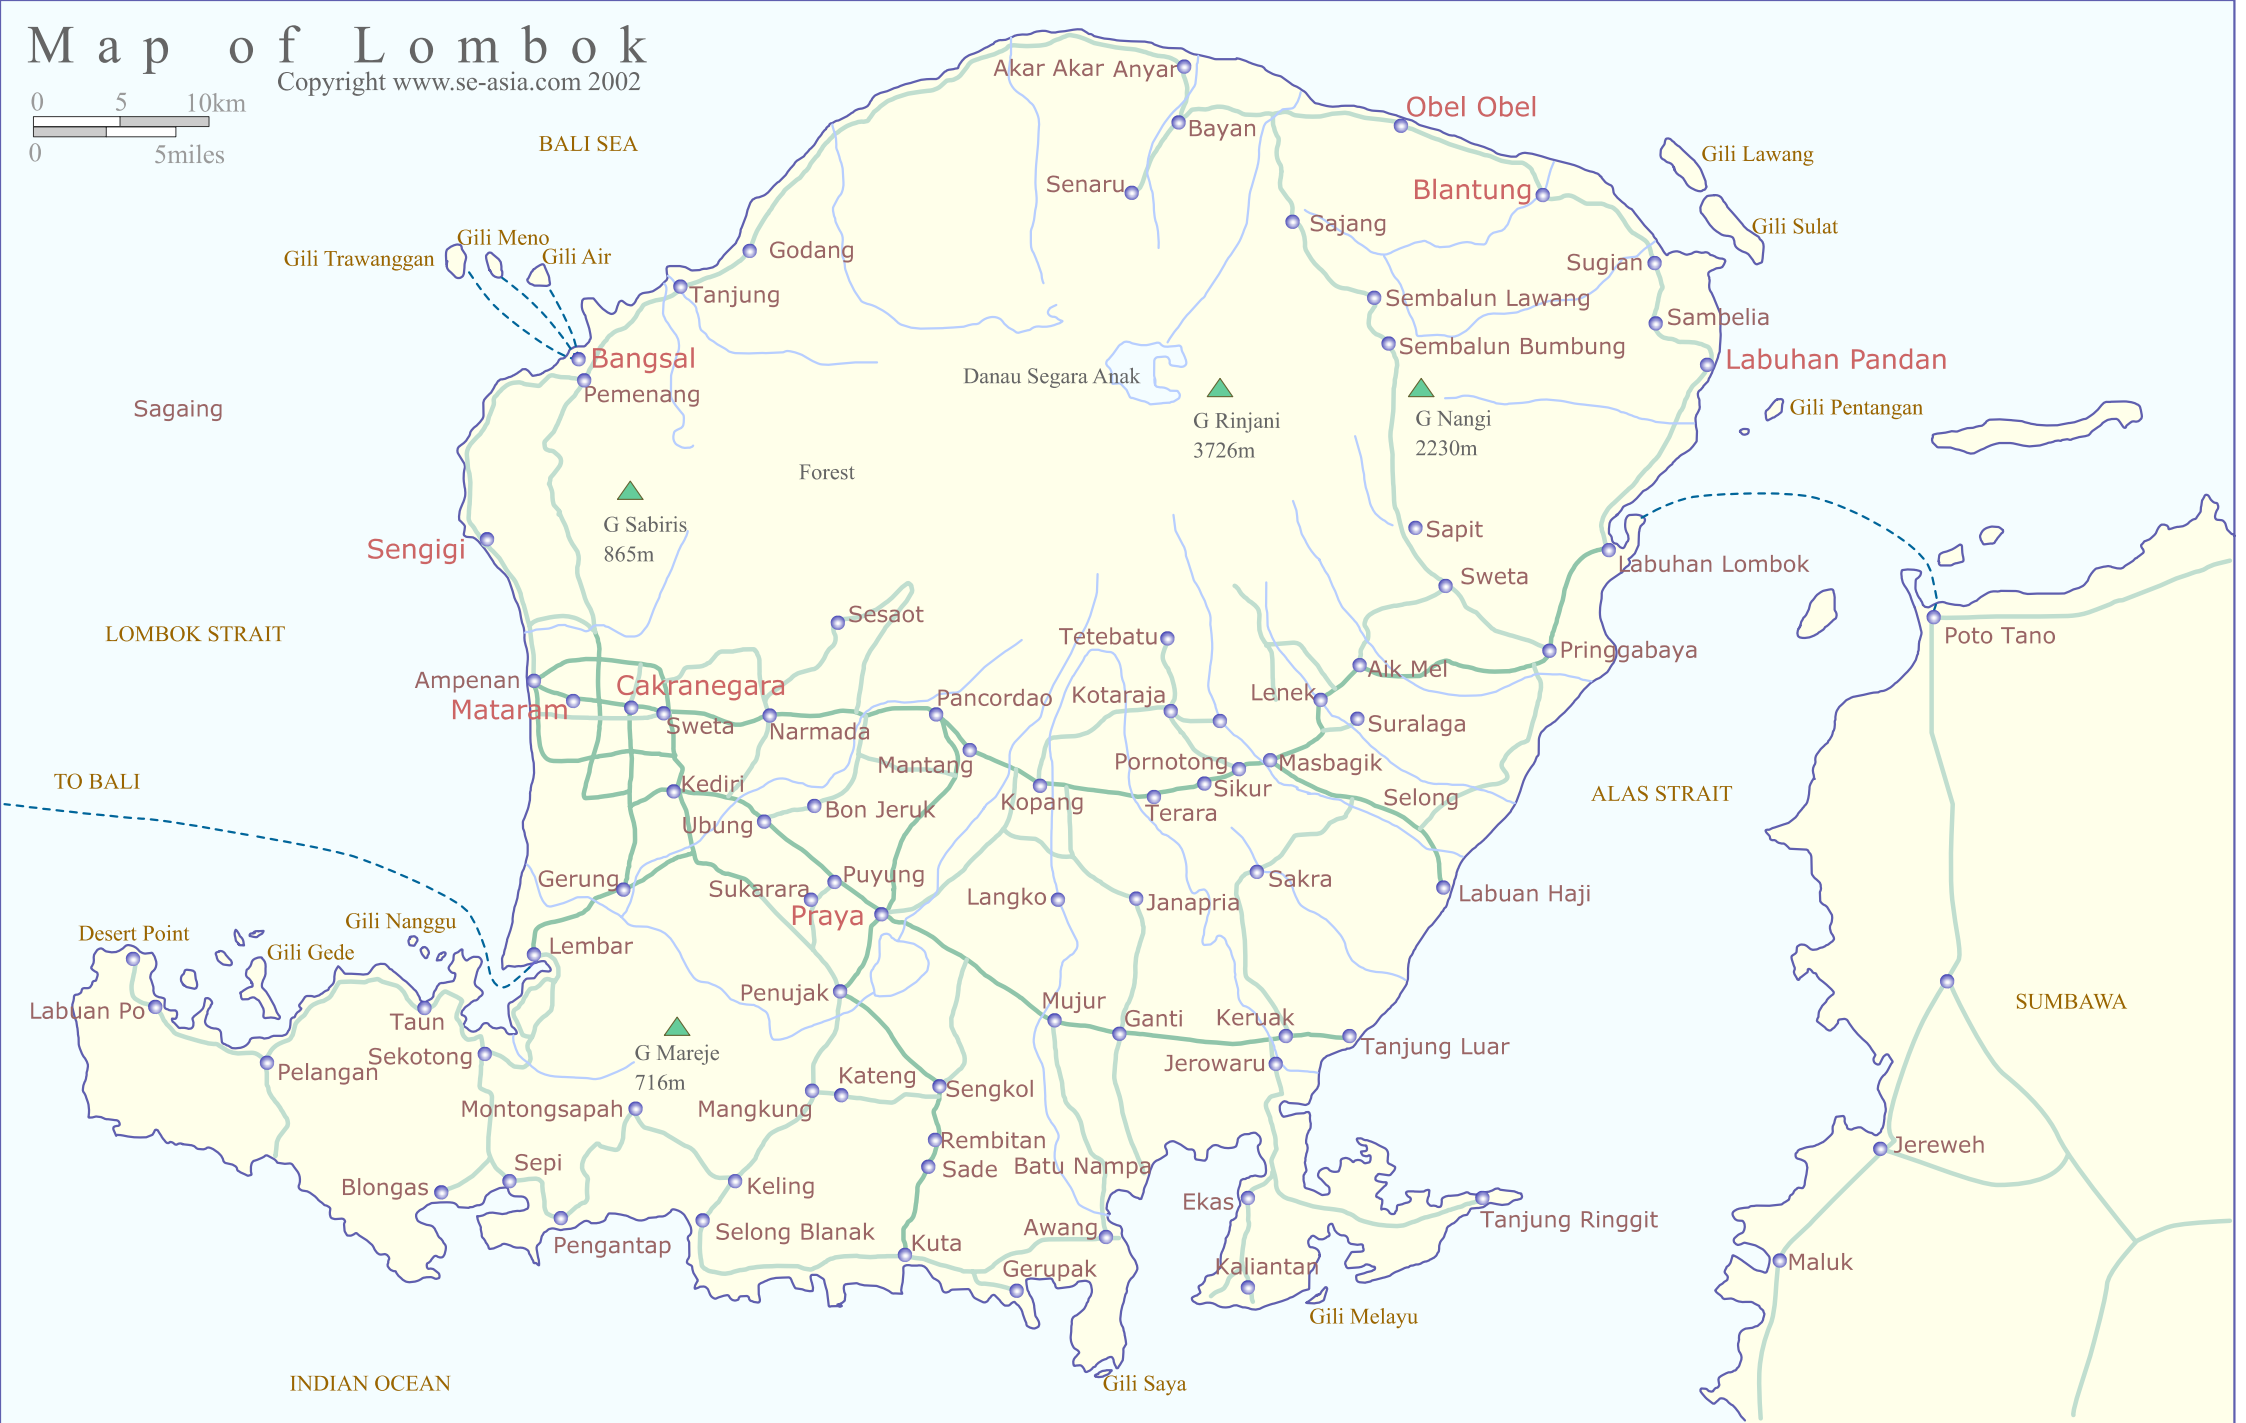 Map of Lombok
Copyright www.se-asia.com 2002
0 5 10km
0 5miles
BALI SEA
Akar Akar
Anyar
Bayan
Obel Obel
Senaru
Blantung
Gili Lawang
Gili Sulat
Sajang
Sugian
Gili Trawanggan
Gili Meno
Gili Air
Godang
Tanjung
Sembalun Lawang
Sambelia
Sembalun Bumbung
Labuhan Pandan
Bangsal
Pemenang
Sagaing
Danau Segara Anak
G Rinjani
3726m
G Nangi
2230m
Gili Pentangan
Forest
G Sabiris
865m
Sengigi
Sapit
Labuhan Lombok
Sweta
LOMBOK STRAIT
Sesaot
Tetebatu
Pringgabaya
Poto Tano
Ampenan
Cakranegara
Mataram
Sweta
Narmada
Pancordao
Kotaraja
Lenek
Aik Mel
Suralaga
Mantang
Pornotong
Masbagik
TO BALI
Kediri
Bon Jeruk
Ubung
Kopang
Terara
Sikur
Selong
ALAS STRAIT
Gerung
Sukarara
Puyung
Praya
Langko
Janapria
Sakra
Labuan Haji
Desert Point
Gili Gede
Gili Nanggu
Lembar
Labuan Po
Taun
Penujak
Mujur
Ganti
Keruak
Tanjung Luar
SUMBAWA
Pelangan
Sekotong
G Mareje
716m
Jerowaru
Kateng
Mangkung
Sengkol
Montongsapah
Rembitan
Sade
Batu Nampa
Jereweh
Blongas
Sepi
Keling
Ekas
Tanjung Ringgit
Pengantap
Selong Blanak
Kuta
Awang
Gerupak
Kaliantan
Maluk
Gili Melayu
INDIAN OCEAN
Gili Saya